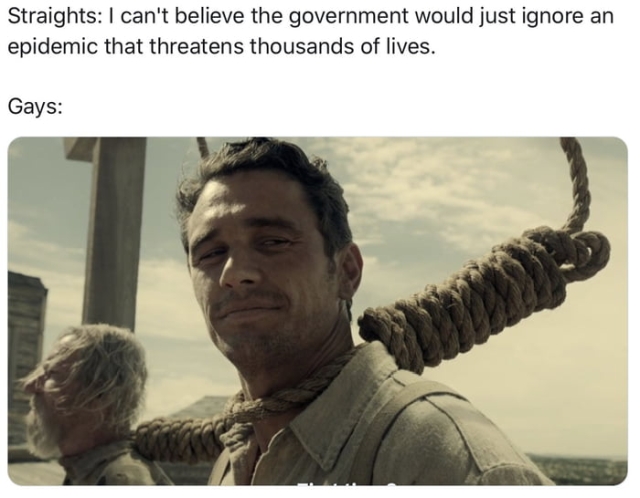 Straights: I can't believe the government would just ignore an
epidemic that threatens thousands of lives.
Gays: